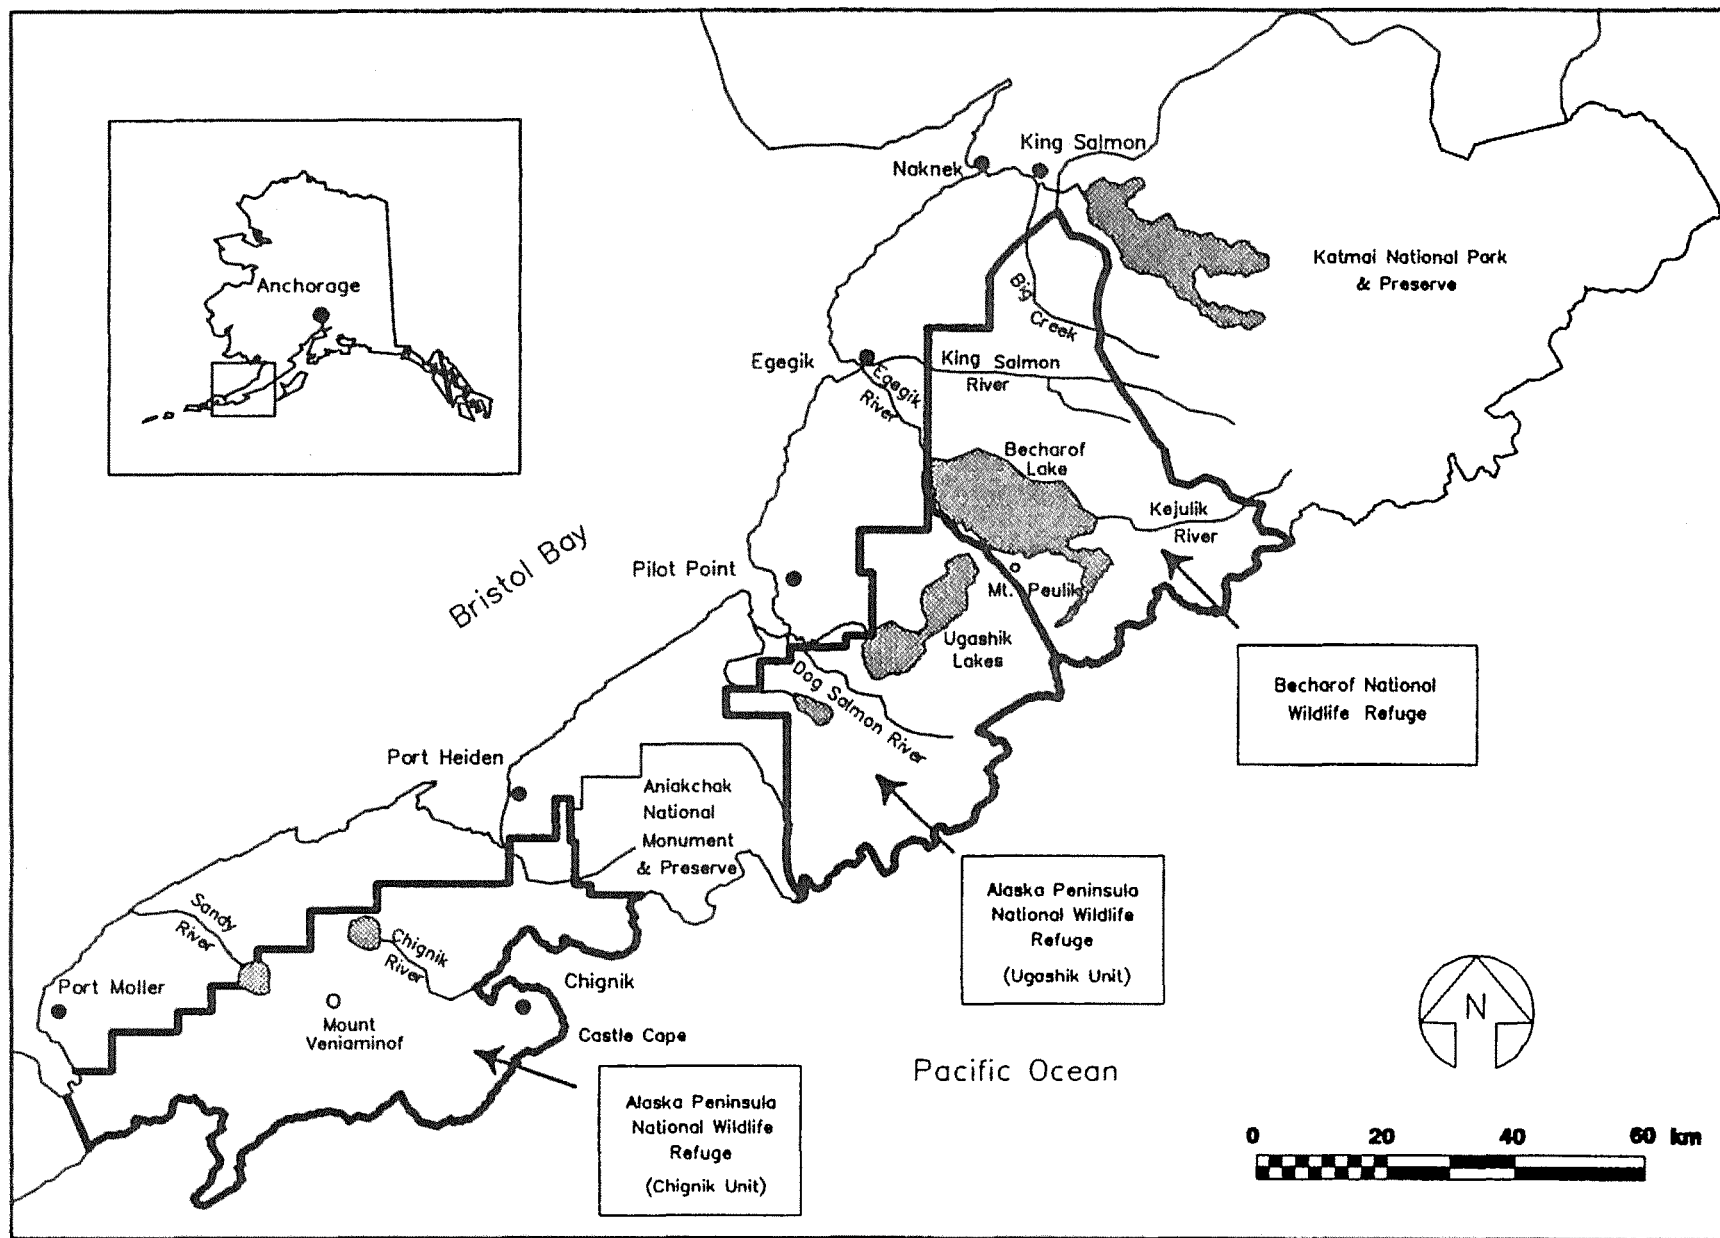 King Salmon
Naknek
Katmai National Park
& Preserve
Anchorage
Big
Creek
Egegik
King Salmon
River
Egegik
River
Becharof
Lake
Kejulik
River
Bristol Bay
Pilot Point
Mt. Peulik
Ugashik
Lakes
Dog Salmon River
Becharof National
Wildlife Refuge
Port Heiden
Aniakchak
National
Monument
& Preserve
Alaska Peninsula
National Wildlife
Refuge
(Ugashik Unit)
Sandy
River
Chignik
River
Chignik
Port Moller
Mount
Veniaminof
Castle Cape
N
Pacific Ocean
Alaska Peninsula
National Wildlife
Refuge
(Chignik Unit)
0 20 40 60 km